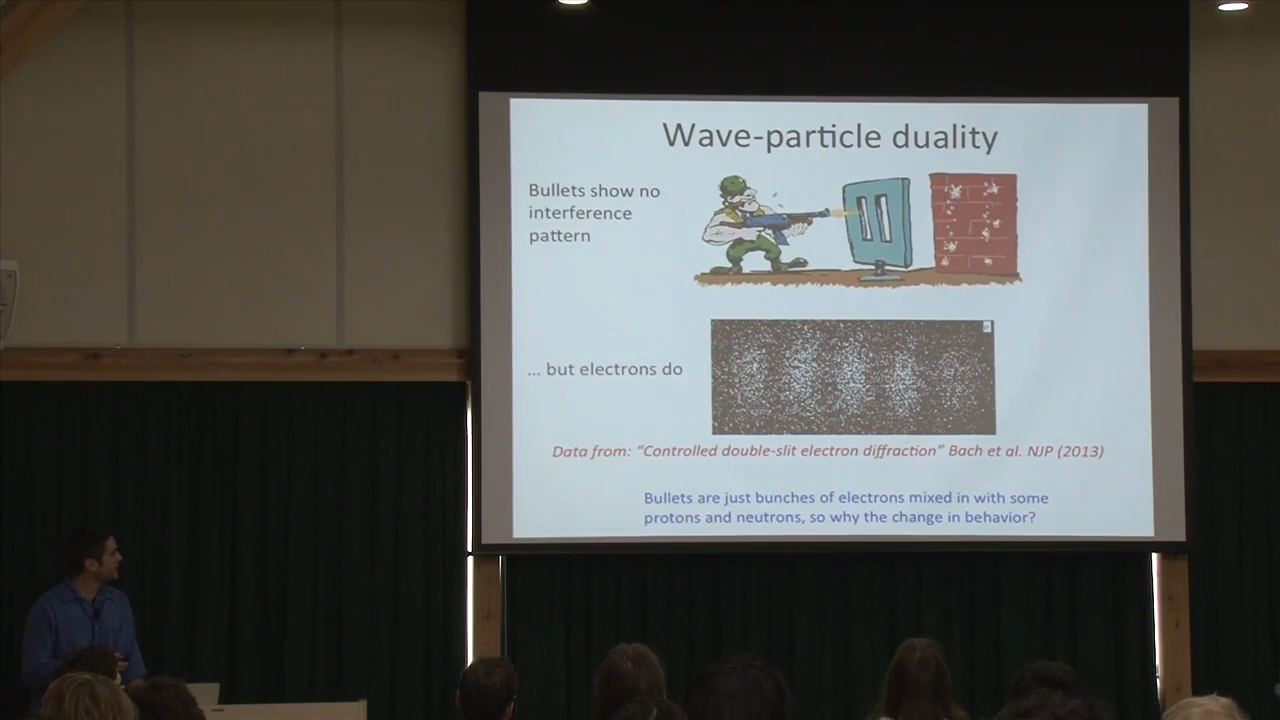 Wave-particle duality
Bullets show no
interference
pattern
... but electrons do
Data from: “Controlled double-slit electron diffraction” Bach et al. NJP (2013)
Bullets are just bunches of electrons mixed in with some
protons and neutrons, so why the change in behavior?